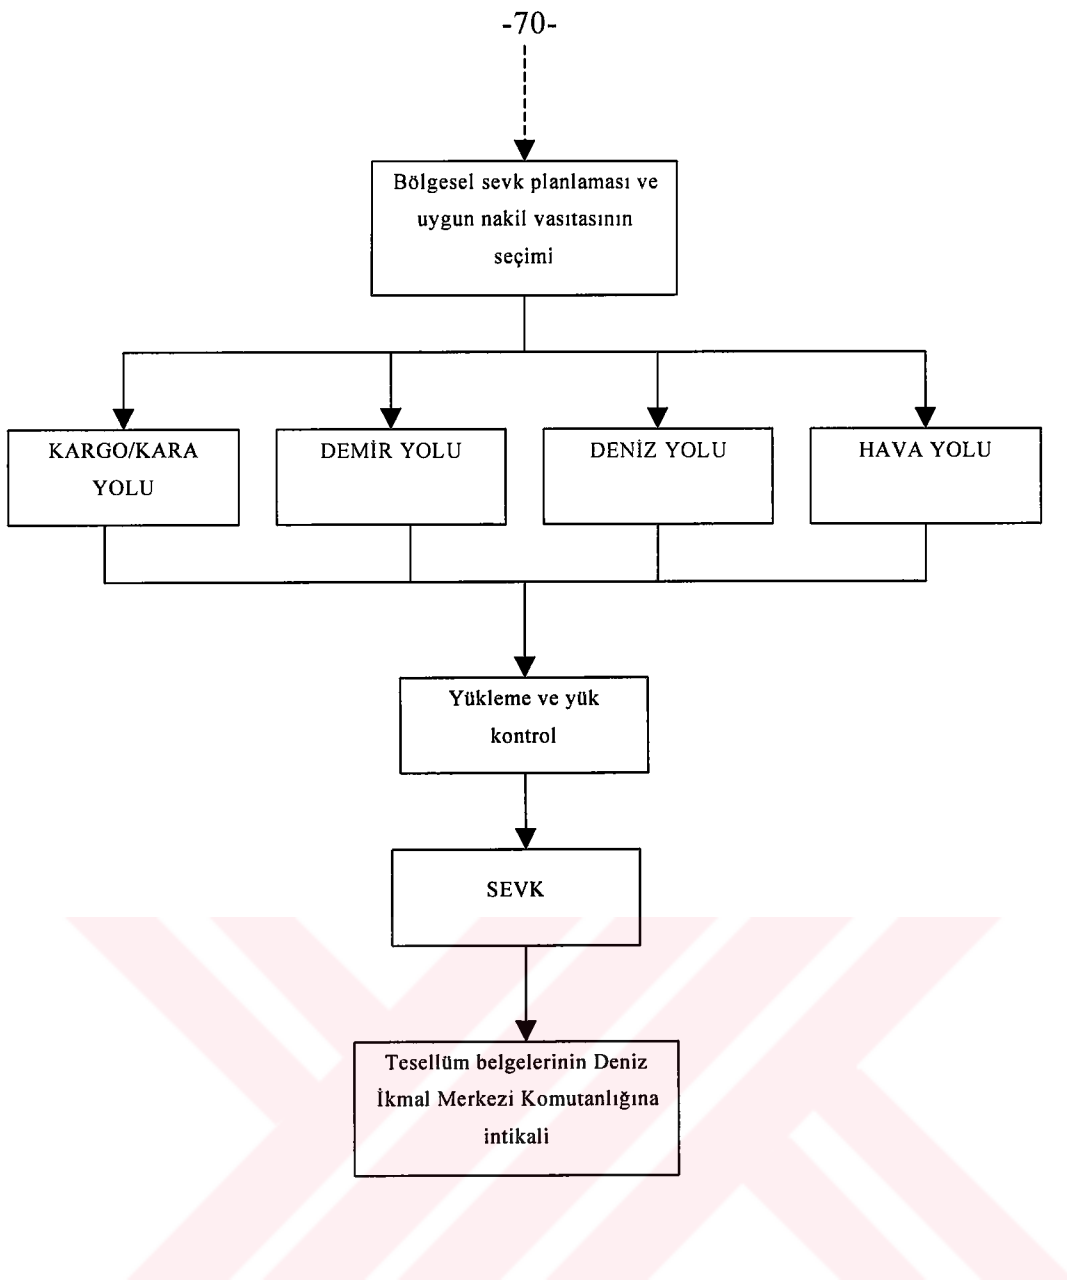 -70-
Bölgesel sevk planlaması ve
uygun nakil vasıtasının
seçimi
KARGO/KARA
YOLU
DEMİR YOLU
DENİZ YOLU
HAVA YOLU
Yükleme ve yük
kontrol
SEVK
Tesellüm belgelerinin Deniz
İkmal Merkezi Komutanlığına
intikali